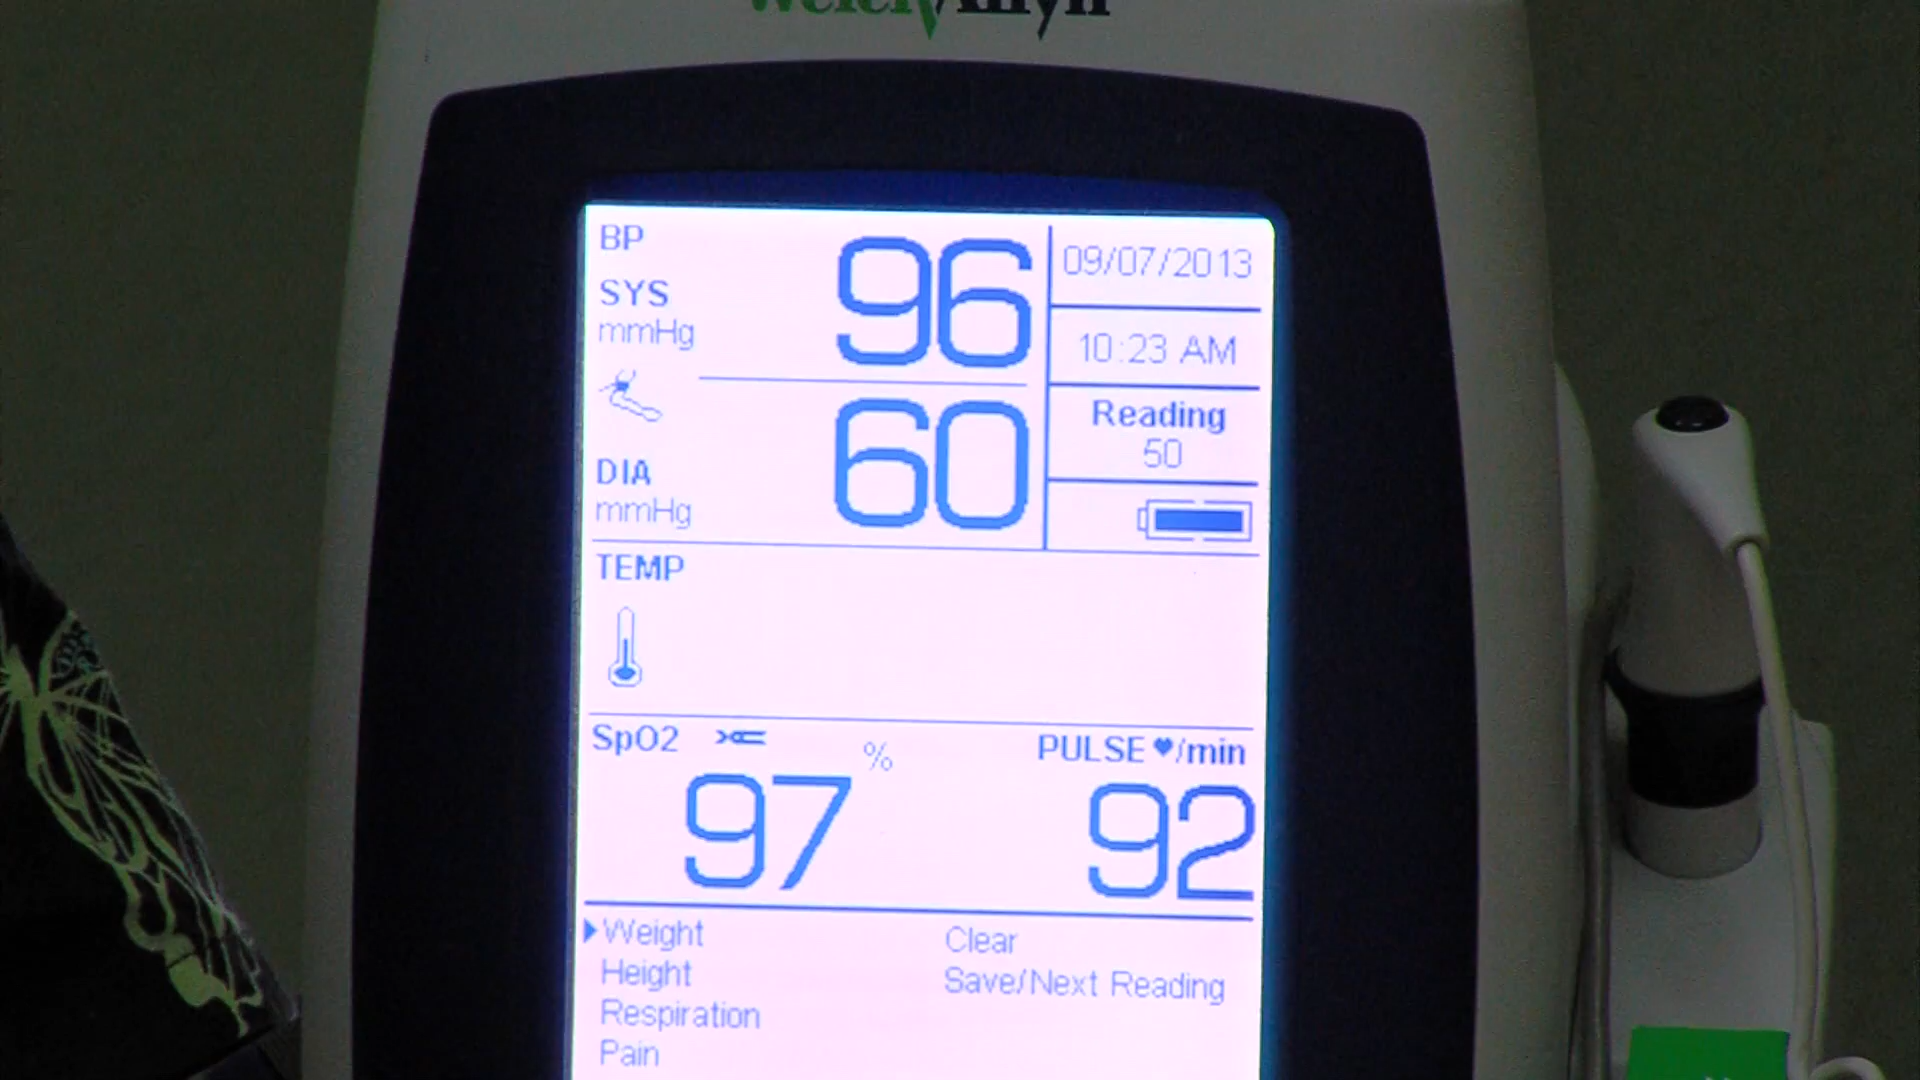 WelchAllyn
BP
SYS
mmHg
96
DIA
mmHg
60
09/07/2013
10:23 AM
Reading
50
TEMP
SpO2
%
97
PULSE ♥/min
92
Weight
Height
Respiration
Pain
Clear
Save/Next Reading